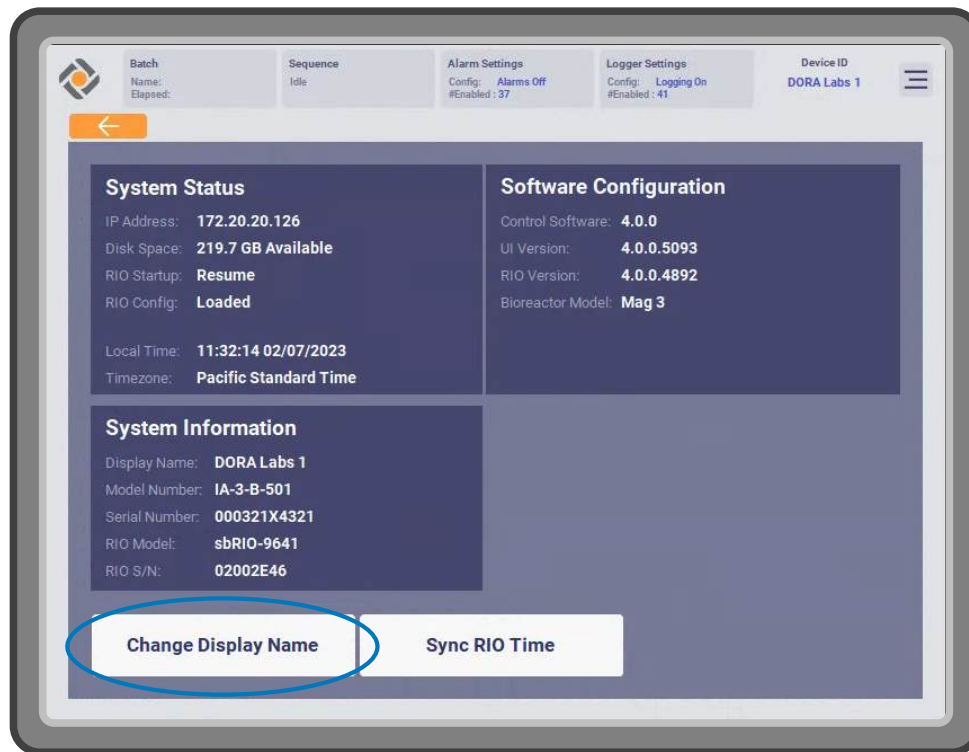 Batch
Name:
Elapsed:
Sequence
Idle
Alarm Settings
Config: Alarms Off
#Enabled : 37
Logger Settings
Config: Logging On
#Enabled : 41
Device ID
DORA Labs 1
System Status
IP Address: 172.20.20.126
Disk Space: 219.7 GB Available
RIO Startup: Resume
RIO Config: Loaded
Local Time: 11:32:14 02/07/2023
Timezone: Pacific Standard Time
Software Configuration
Control Software: 4.0.0
UI Version: 4.0.0.5093
RIO Version: 4.0.0.4892
Bioreactor Model: Mag 3
System Information
Display Name: DORA Labs 1
Model Number: IA-3-B-501
Serial Number: 000321X4321
RIO Model: sbRIO-9641
RIO S/N: 02002E46
Change Display Name
Sync RIO Time